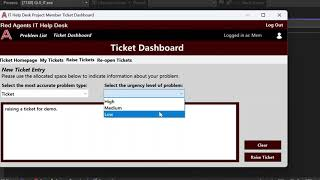 IT Help Desk Project Member Ticket Dashboard
Red Agents IT Help Desk
Log Out
Problem List Ticket Dashboard
Logged in as: Mem
Ticket Dashboard
Ticket Homepage My Tickets Raise Tickets Re-open Tickets
New Ticket Entry
Please use the allocated space below to indicate information about your problem.
Select the most accurate problem type:
Select the urgency level of problem:
Ticket
High
Medium
Low
raising a ticket for demo.
Clear
Raise Ticket